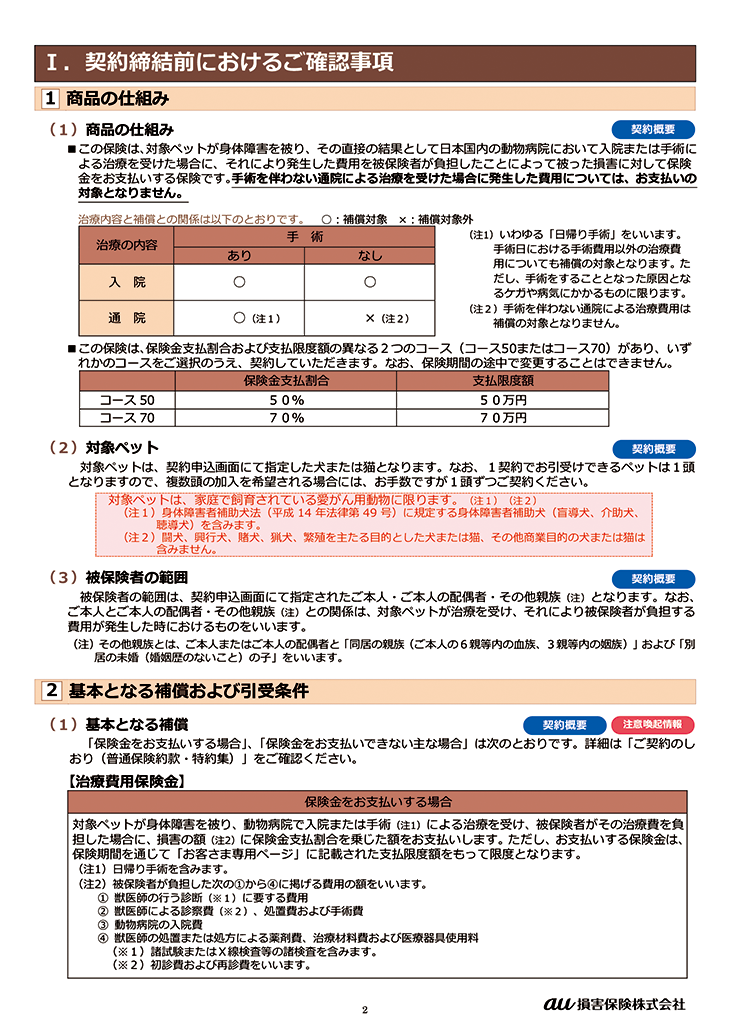 Ⅰ．契約締結前におけるご確認事項
1 商品の仕組み
（１）商品の仕組み 契約概要
■この保険は、対象ペットが身体障害を被り、その直接の結果として日本国内の動物病院において入院または手術に
よる治療を受けた場合に、それにより発生した費用を被保険者が負担したことによって被った損害に対して保険
金をお支払いする保険です。手術を伴わない通院による治療を受けた場合に発生した費用については、お支払いの
対象となりません。
治療内容と補償との関係は以下のとおりです。 ○：補償対象 ×：補償対象外
治療の内容 手 術
あり なし
入 院 ○ ○
通 院 ○（注１） ×（注２）
（注1）いわゆる「日帰り手術」をいいます。
手術日における手術費用以外の治療費
用についても補償の対象となります。た
だし、手術をすることとなった原因とな
るケガや病気にかかるものに限ります。
（注２）手術を伴わない通院による治療費用は
補償の対象となりません。
■この保険は、保険金支払割合および支払限度額の異なる２つのコース（コース50またはコース70）があり、いず
れかのコースをご選択のうえ、契約していただきます。なお、保険期間の途中で変更することはできません。
保険金支払割合 支払限度額
コース 50 ５０％ ５０万円
コース 70 ７０％ ７０万円
（２）対象ペット 契約概要
対象ペットは、契約申込画面にて指定した犬または猫となります。なお、１契約でお引受けできるペットは１頭
となりますので、複数頭の加入を希望される場合には、お手数ですが１頭ずつご契約ください。
対象ペットは、家庭で飼育されている愛がん用動物に限ります。（注１）（注２）
（注１）身体障害者補助犬法（平成 14 年法律第 49 号）に規定する身体障害者補助犬（盲導犬、介助犬、
聴導犬）を含みます。
（注２）闘犬、興行犬、賭犬、猟犬、繁殖を主たる目的とした犬または猫、その他商業目的の犬または猫は
含みません。
（３）被保険者の範囲 契約概要
被保険者の範囲は、契約申込画面にて指定されたご本人・ご本人の配偶者・その他親族（注）となります。なお、
ご本人とご本人の配偶者・その他親族（注）との関係は、対象ペットが治療を受け、それにより被保険者が負担する
費用が発生した時におけるものをいいます。
（注）その他親族とは、ご本人またはご本人の配偶者と「同居の親族（ご本人の６親等内の血族、３親等内の姻族）」および「別
居の未婚（婚姻歴のないこと）の子」をいいます。
2 基本となる補償および引受条件
（１）基本となる補償 契約概要 注意喚起情報
「保険金をお支払いする場合」、「保険金をお支払いできない主な場合」は次のとおりです。詳細は「ご契約のし
おり（普通保険約款・特約集）」をご確認ください。
【治療費用保険金】
保険金をお支払いする場合
対象ペットが身体障害を被り、動物病院で入院または手術（注1）による治療を受け、被保険者がその治療費を負
担した場合に、損害の額（注2）に保険金支払割合を乗じた額をお支払いします。ただし、お支払いする保険金は、
保険期間を通じて「お客さま専用ページ」に記載された支払限度額をもって限度となります。
（注1）日帰り手術を含みます。
（注2）被保険者が負担した次の①から④に掲げる費用の額をいいます。
① 獣医師の行う診断（※１）に要する費用
② 獣医師による診察費（※２）、処置費および手術費
③ 動物病院の入院費
④ 獣医師の処置または処方による薬剤費、治療材料費および医療器具使用料
（※１）諸試験またはＸ線検査等の諸検査を含みます。
（※２）初診費および再診費をいいます。
au 損害保険株式会社
2